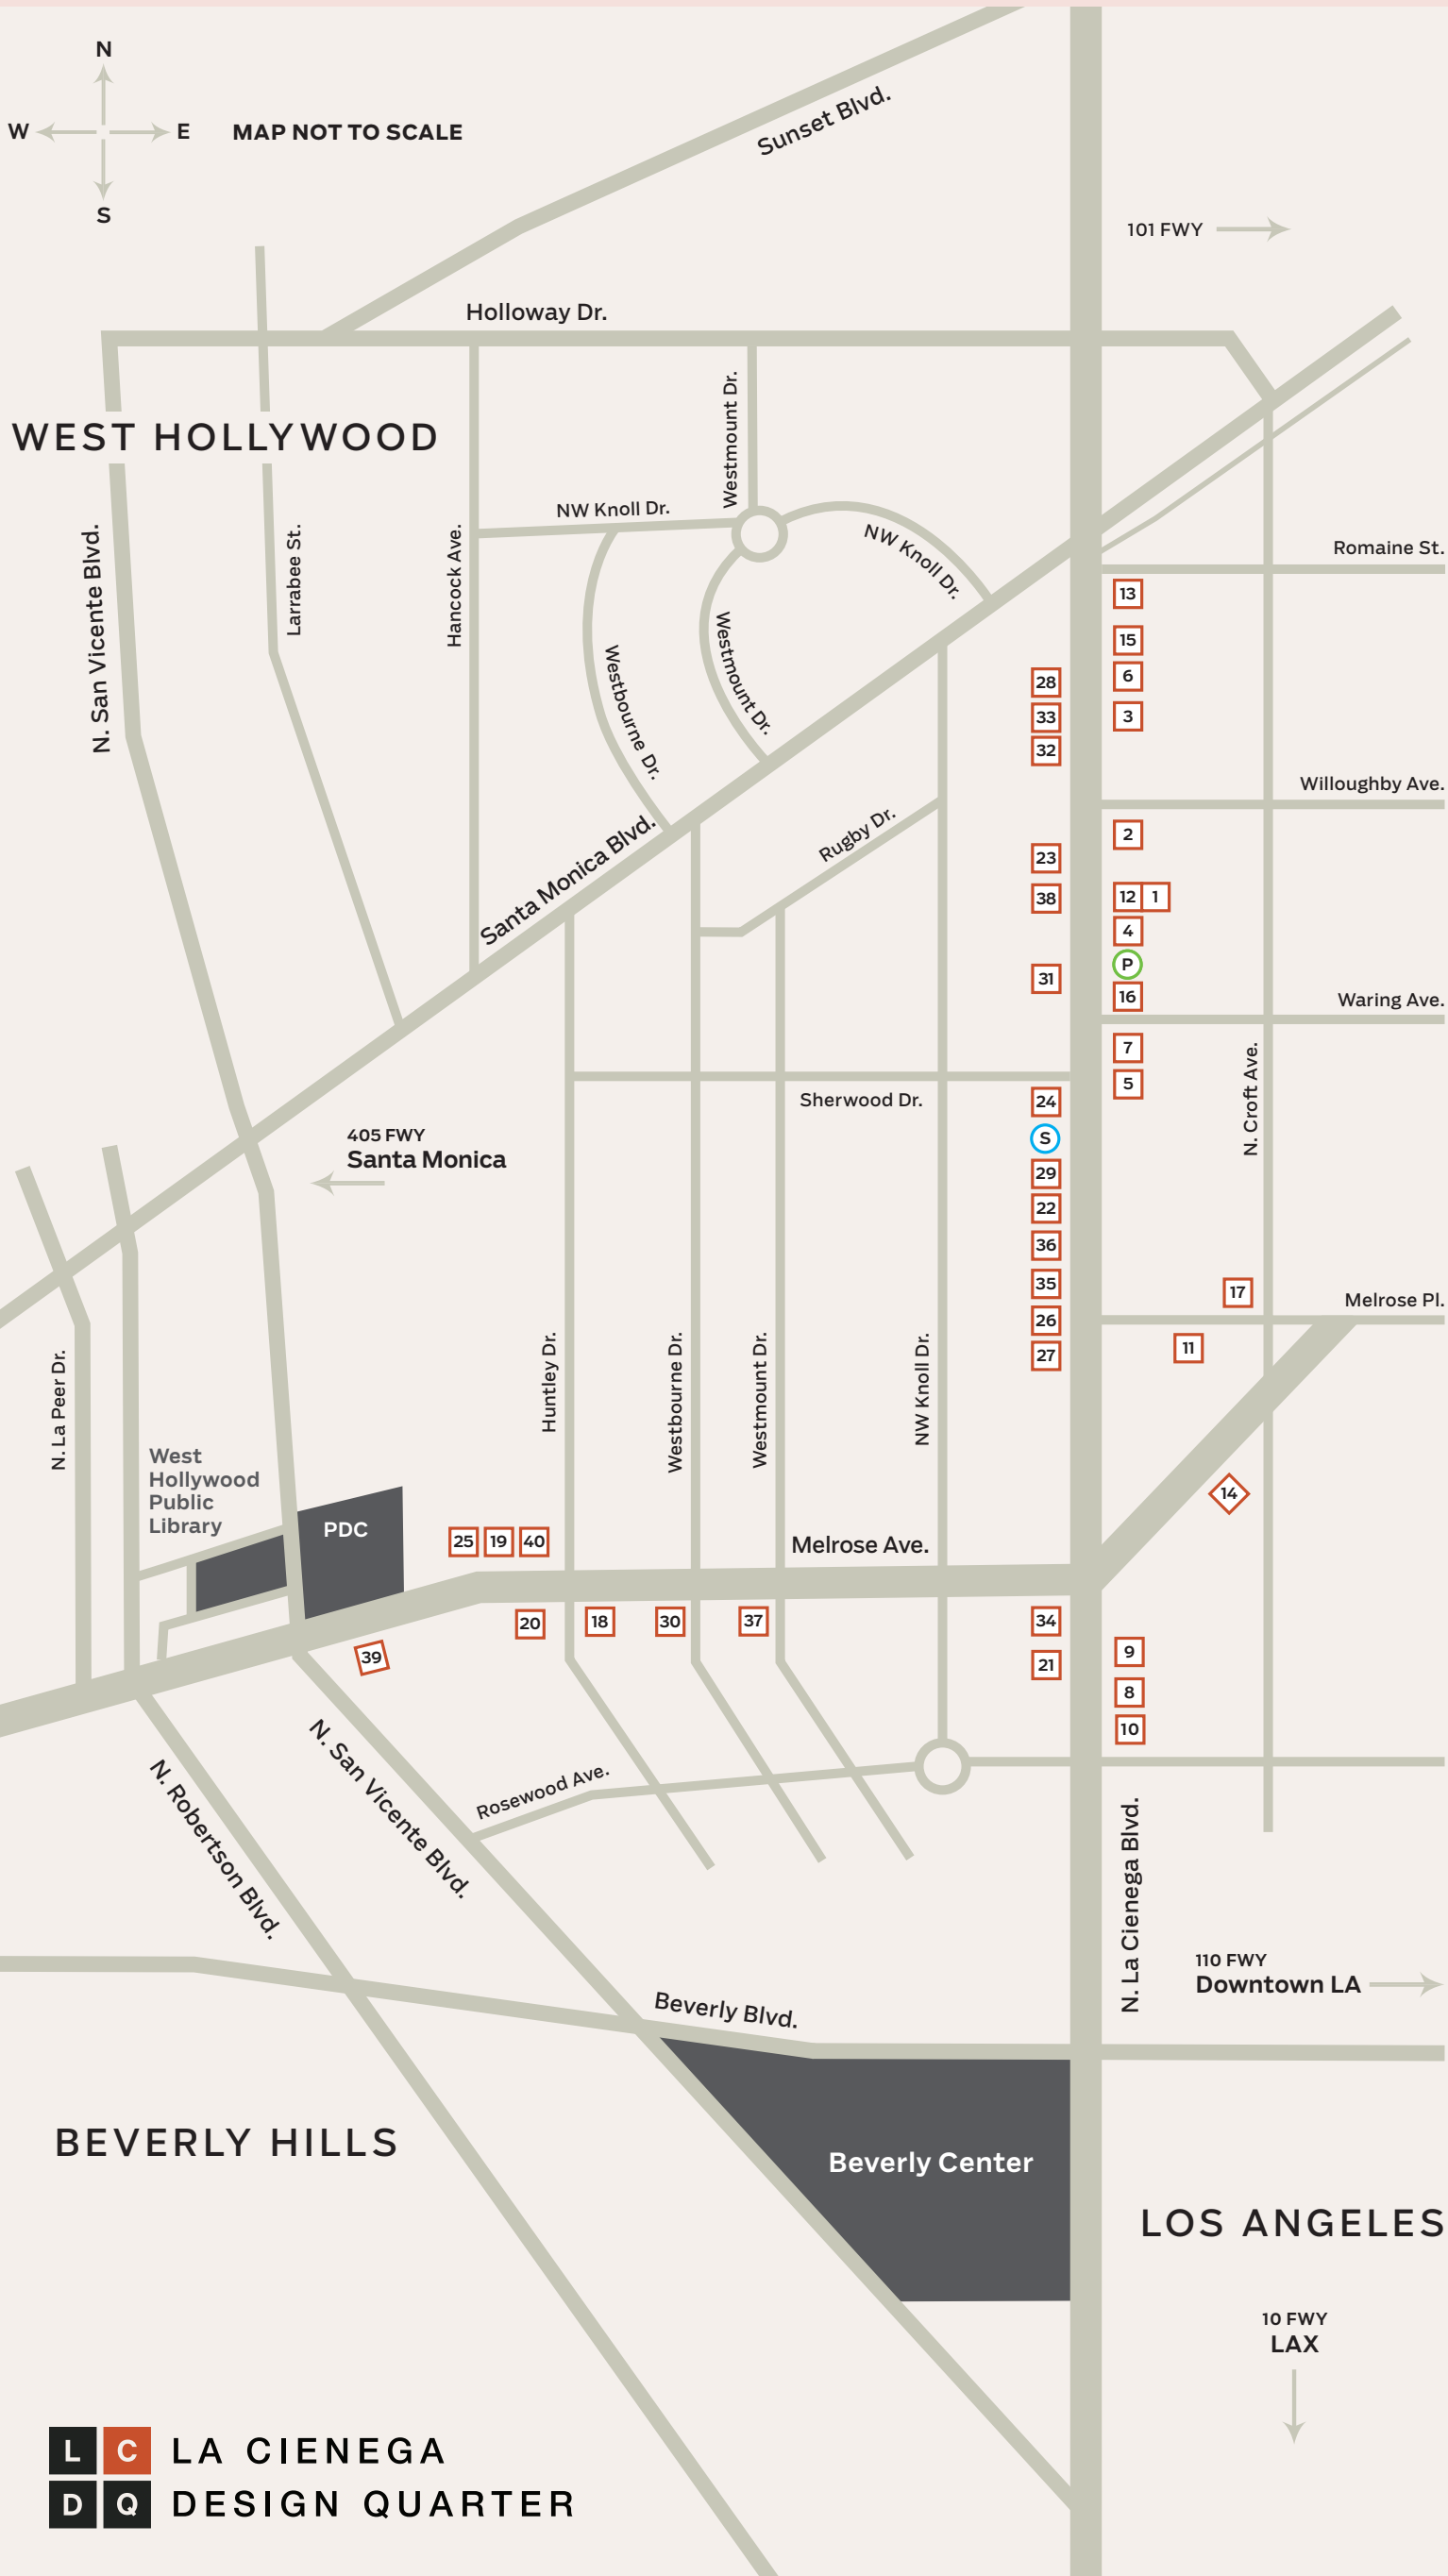 N
W E MAP NOT TO SCALE
S
Sunset Blvd.
101 FWY
Holloway Dr.
Westmount Dr.
WEST HOLLYWOOD
NW Knoll Dr.
NW Knoll Dr.
N. San Vicente Blvd.
Larrabee St.
Hancock Ave.
Romaine St.
13
15
6
3
28
33
32
Westbourne Dr.
Westmount Dr.
Willoughby Ave.
Santa Monica Blvd.
Rugby Dr.
2
23
38
12 1
4
P
31
16
Waring Ave.
7
5
N. Croft Ave.
Sherwood Dr.
24
S
29
22
36
35
26
27
405 FWY
Santa Monica
17
Melrose Pl.
11
N. La Peer Dr.
Huntley Dr.
Westbourne Dr.
Westmount Dr.
NW Knoll Dr.
West
Hollywood
Public
Library
PDC
14
25 19 40
Melrose Ave.
20 18 30 37 34
39
21
9
8
10
N. Robertson Blvd.
N. San Vicente Blvd.
Rosewood Ave.
N. La Cienega Blvd.
110 FWY
Downtown LA
Beverly Blvd.
BEVERLY HILLS
Beverly Center
LOS ANGELES
10 FWY
LAX
L C LA CIENEGA
D Q DESIGN QUARTER